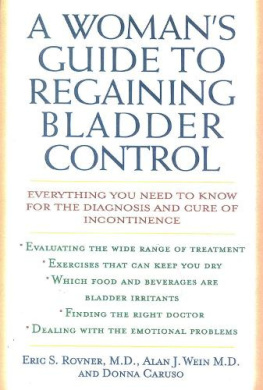 A WOMAN'S
GUIDE TO
REGAINING
BLADDER
CONTROL
EVERYTHING YOU NEED TO KNOW
FOR THE DIAGNOSIS AND CURE OF
INCONTINENCE
* EVALUATING THE WIDE RANGE OF TREATMENT
* EXERCISES THAT CAN KEEP YOU DRY
* WHICH FOOD AND BEVERAGES ARE
BLADDER IRRITANTS
* FINDING THE RIGHT DOCTOR
* DEALING WITH THE EMOTIONAL PROBLEMS
ERIC S. ROVNER, M.D., ALAN J. WEIN M.D.
AND DONNA CARUSO